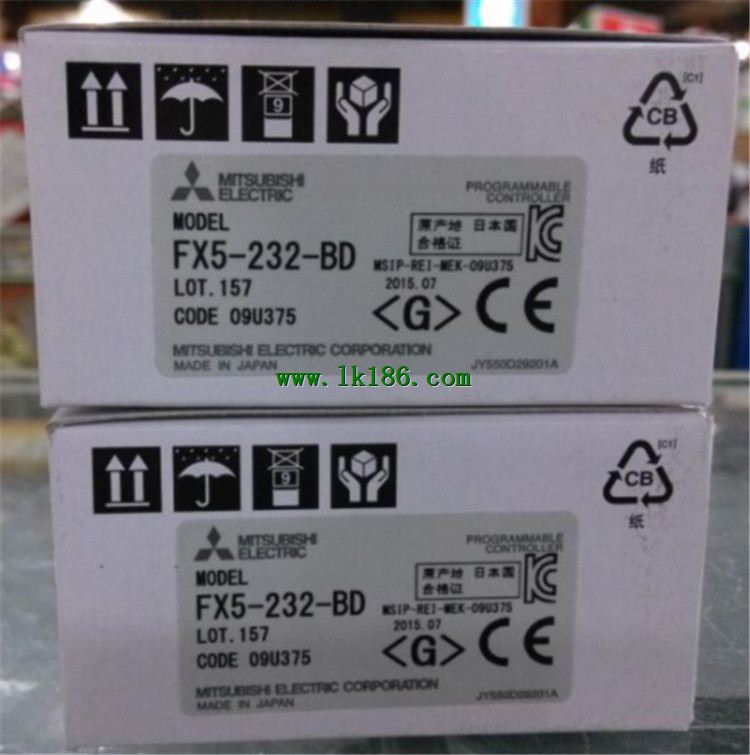 9
[C1]
CB
纸
MITSUBISHI
ELECTRIC
PROGRAMMABLE
CONTROLLER
MODEL
FX5-232-BD
LOT.157
CODE 09U375
原产地 日本国
合格证
MSIP-REI-MEK-09U375
2015.07
<G> CE
MITSUBISHI ELECTRIC CORPORATION
MADE IN JAPAN
JY550D29201A
www.lk186.com
9
[C1]
CB
纸
MITSUBISHI
ELECTRIC
PROGRAMMABLE
CONTROLLER
MODEL
FX5-232-BD
LOT.157
CODE 09U375
原产地 日本国
合格证
MSIP-REI-MEK-09U375
2015.07
<G> CE
MITSUBISHI ELECTRIC CORPORATION
MADE IN JAPAN
JY550D29201A